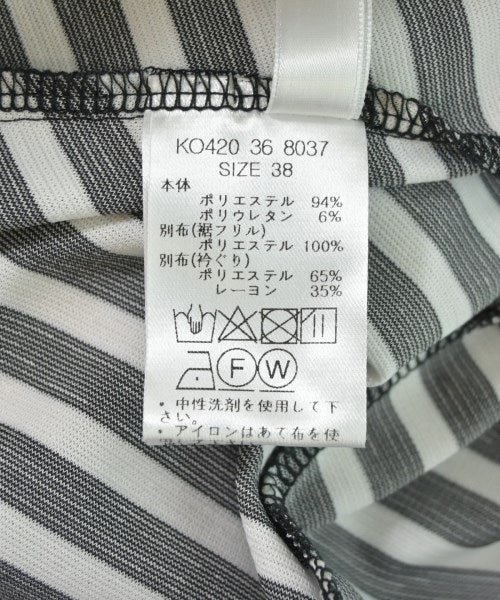 KO420 36 8037
SIZE 38
本体
ポリエステル 94%
ポリウレタン 6%
別布(裾フリル)
ポリエステル 100%
別布(衿ぐり)
ポリエステル 65%
レーヨン 35%
F W
・中性洗剤を使用して下
さい。
・アイロンはあて布を使